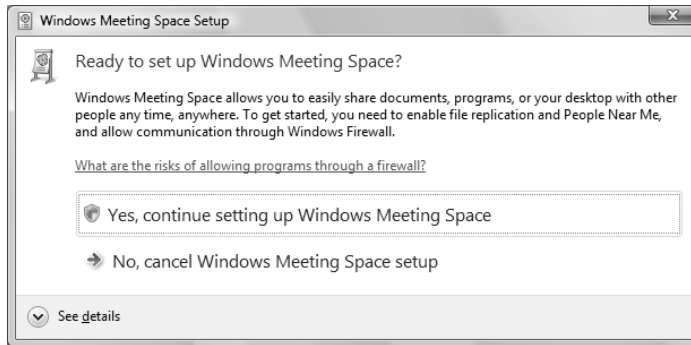 Windows Meeting Space Setup
Ready to set up Windows Meeting Space?
Windows Meeting Space allows you to easily share documents, programs, or your desktop with other
people any time, anywhere. To get started, you need to enable file replication and People Near Me,
and allow communication through Windows Firewall.
What are the risks of allowing programs through a firewall?
Yes, continue setting up Windows Meeting Space
No, cancel Windows Meeting Space setup
See details